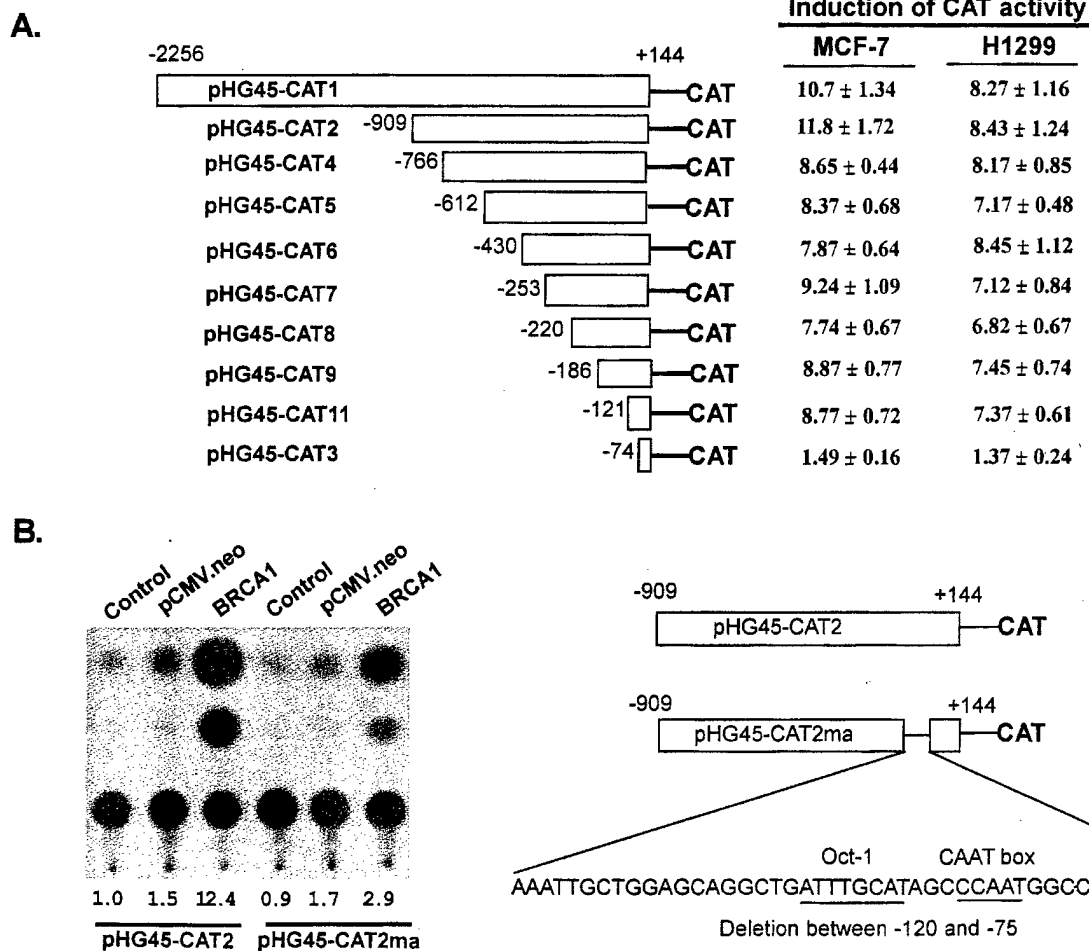 A.
Induction of CAT activity
MCF-7 H1299
-2256 +144
pHG45-CAT1 CAT 10.7 ± 1.34 8.27 ± 1.16
pHG45-CAT2 -909 CAT 11.8 ± 1.72 8.43 ± 1.24
pHG45-CAT4 -766 CAT 8.65 ± 0.44 8.17 ± 0.85
pHG45-CAT5 -612 CAT 8.37 ± 0.68 7.17 ± 0.48
pHG45-CAT6 -430 CAT 7.87 ± 0.64 8.45 ± 1.12
pHG45-CAT7 -253 CAT 9.24 ± 1.09 7.12 ± 0.84
pHG45-CAT8 -220 CAT 7.74 ± 0.67 6.82 ± 0.67
pHG45-CAT9 -186 CAT 8.87 ± 0.77 7.45 ± 0.74
pHG45-CAT11 -121 CAT 8.77 ± 0.72 7.37 ± 0.61
pHG45-CAT3 -74 CAT 1.49 ± 0.16 1.37 ± 0.24
B.
Control pCMV.neo BRCA1 Control pCMV.neo BRCA1
1.0 1.5 12.4 0.9 1.7 2.9
pHG45-CAT2 pHG45-CAT2ma
-909 +144
pHG45-CAT2 CAT
-909 +144
pHG45-CAT2ma CAT
Oct-1 CAAT box
AAATTGCTGGAGCAGGCTGATTTGCATAGCCCAATGGCC
Deletion between -120 and -75